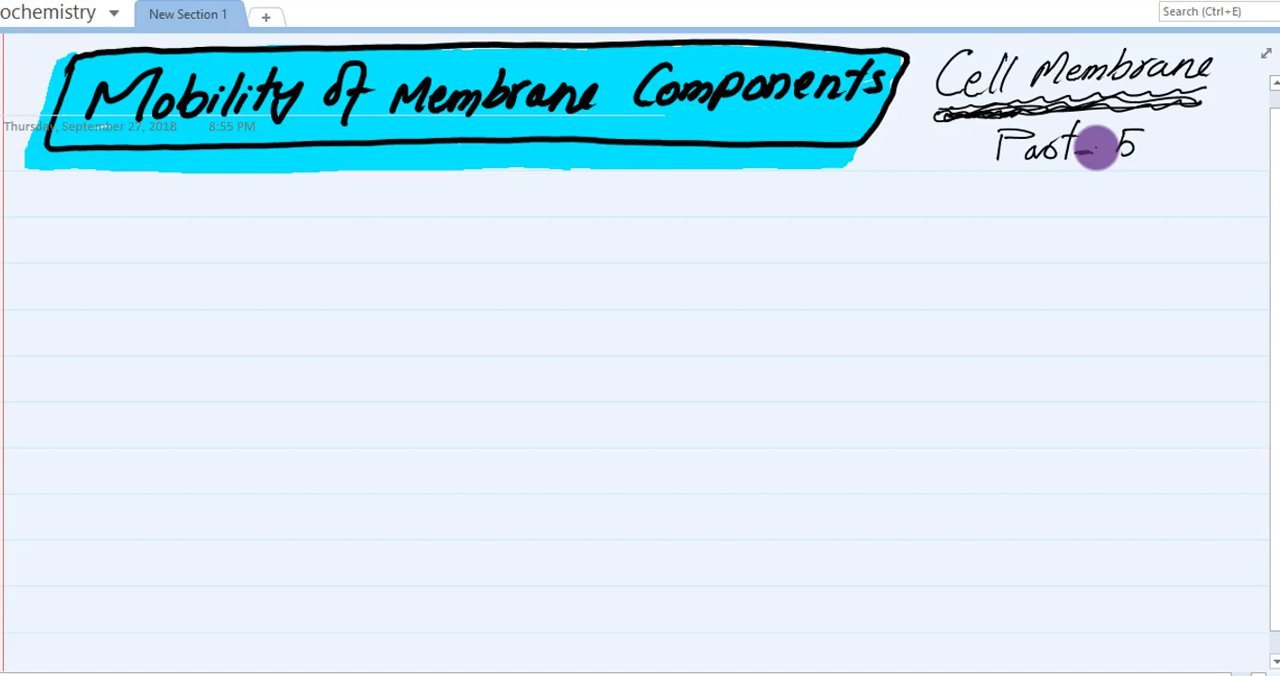 ochemistry New Section 1 + Search (Ctrl+E)
Mobility of Membrane Components
Cell Membrane
Thursday, September 27, 2018 8:55 PM
Part - 5